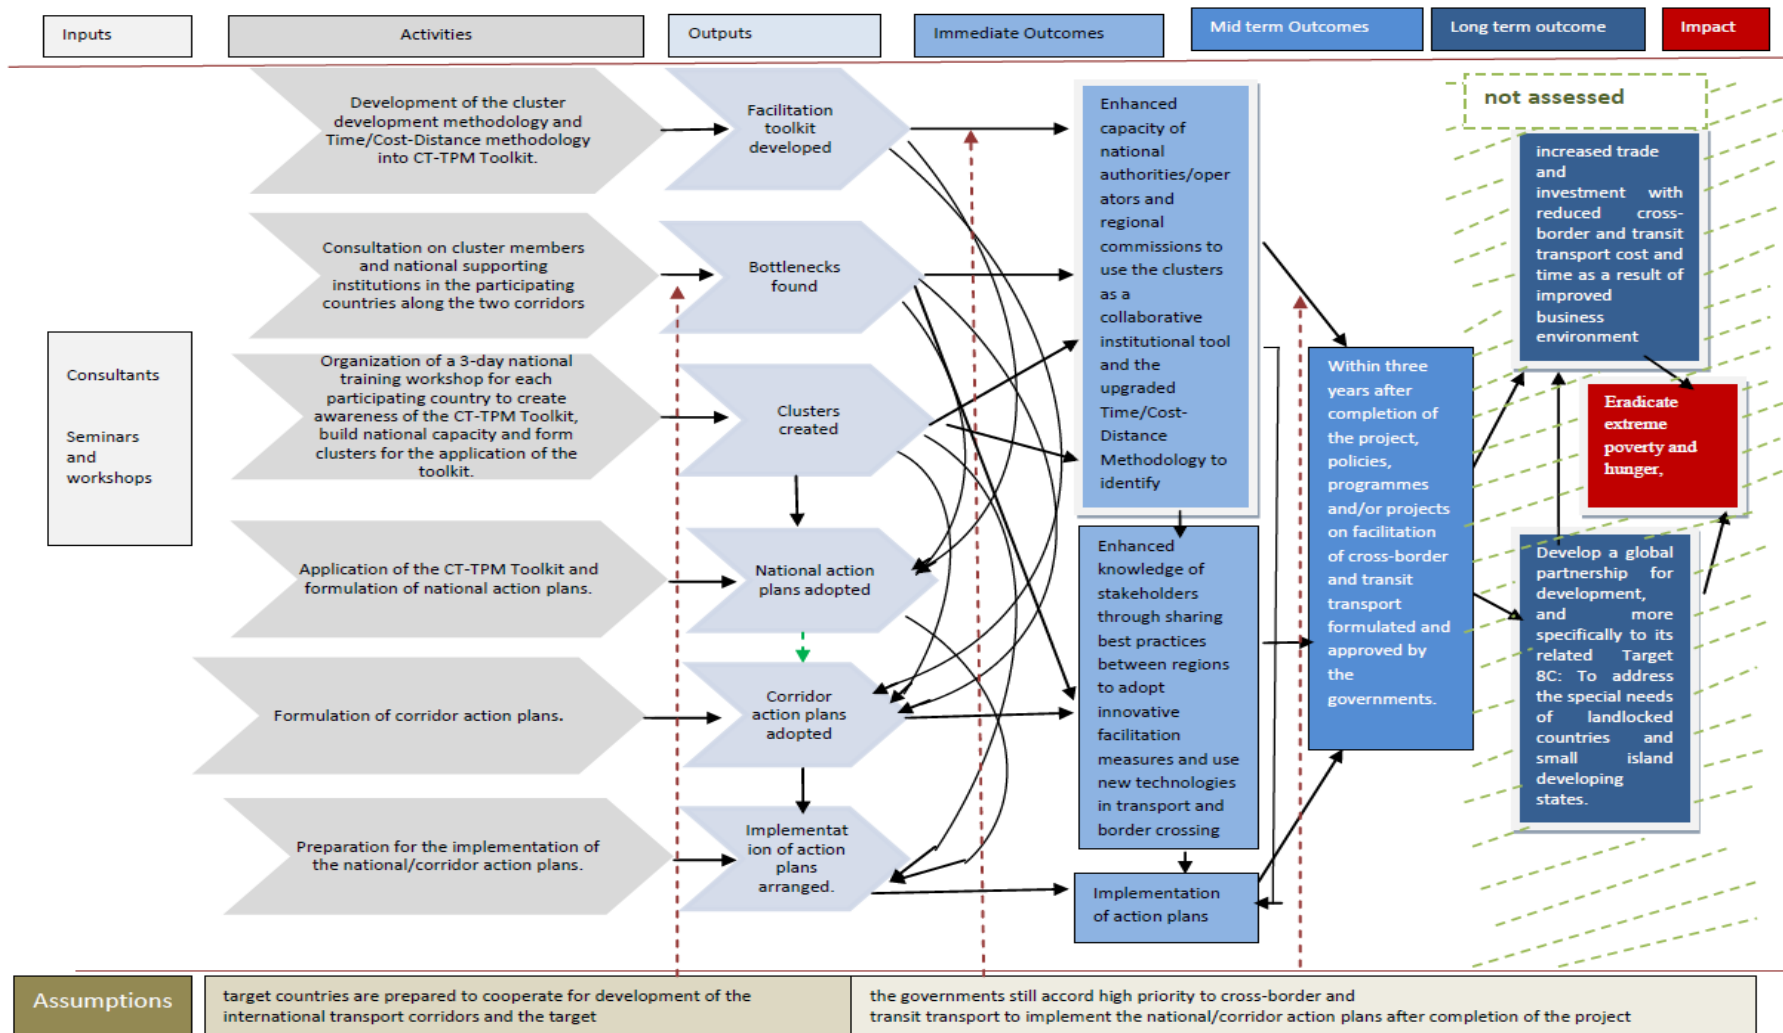 Inputs
Activities
Outputs
Immediate Outcomes
Mid term Outcomes
Long term outcome
Impact
Consultants
Seminars
and
workshops
Development of the cluster
development methodology and
Time/Cost-Distance methodology
into CT-TPM Toolkit.
Consultation on cluster members
and national supporting
institutions in the participating
countries along the two corridors
Organization of a 3-day national
training workshop for each
participating country to create
awareness of the CT-TPM Toolkit,
build national capacity and form
clusters for the application of the
toolkit.
Application of the CT-TPM Toolkit and
formulation of national action plans.
Formulation of corridor action plans.
Preparation for the implementation of
the national/corridor action plans.
Facilitation
toolkit
developed
Bottlenecks
found
Clusters
created
National action
plans adopted
Corridor
action plans
adopted
Implementat
ion of action
plans
arranged.
Enhanced
capacity of
national
authorities/oper
ators and
regional
commissions to
use the clusters
as a
collaborative
institutional tool
and the
upgraded
Time/Cost-
Distance
Methodology to
identify
Enhanced
knowledge of
stakeholders
through sharing
best practices
between regions
to adopt
innovative
facilitation
measures and use
new technologies
in transport and
border crossing
Implementation
of action plans
Within three
years after
completion of
the project,
policies,
programmes
and/or projects
on facilitation
of cross-border
and transit
transport
formulated and
approved by
the
governments.
not assessed
increased trade
and
investment with
reduced cross-
border and transit
transport cost and
time as a result of
improved
business
environment
Eradicate
extreme
poverty and
hunger,
Develop a global
partnership for
development,
and more
specifically to its
related Target
8C: To address
the special needs
of landlocked
countries and
small island
developing
states.
Assumptions
target countries are prepared to cooperate for development of the
international transport corridors and the target
the governments still accord high priority to cross-border and
transit transport to implement the national/corridor action plans after completion of the project